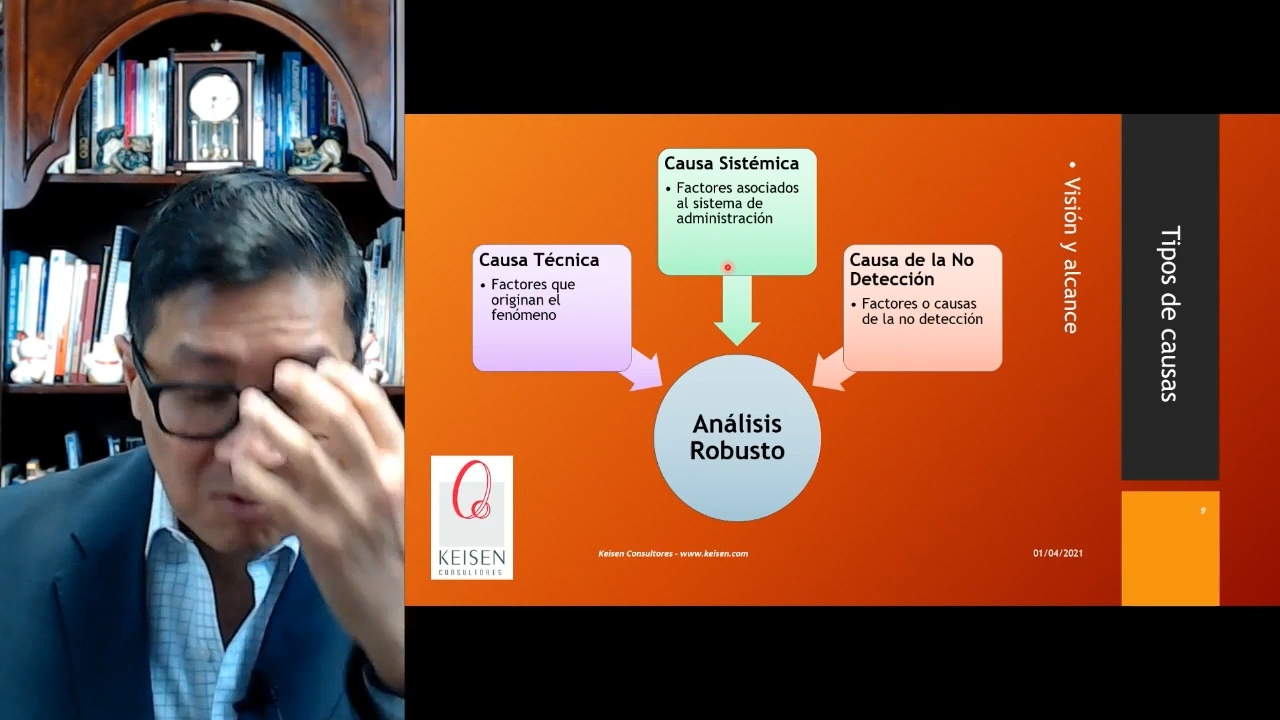 Causa Sistémica
• Factores asociados
al sistema de
administración
Causa Técnica
• Factores que
originan el
fenómeno
Causa de la No
Detección
• Factores o causas
de la no detección
Análisis
Robusto
• Visión y alcance
Tipos de causas
9
KEISEN
CONSULTORES
Keisen Consultores - www.keisen.com
01/04/2021